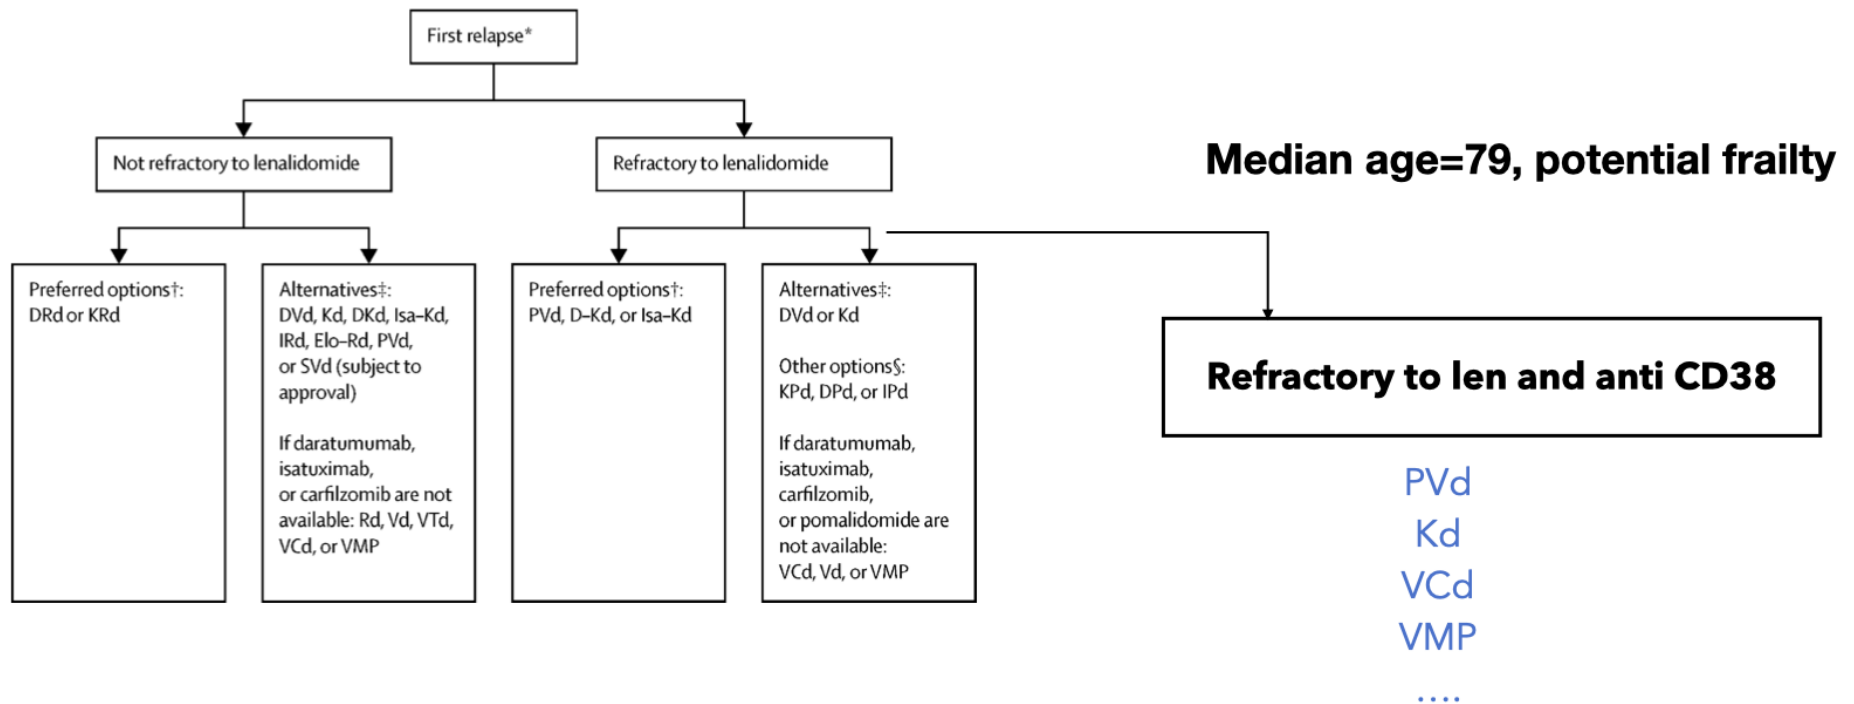 First relapse*
Not refractory to lenalidomide
Refractory to lenalidomide
Preferred options†:
DRd or KRd
Alternatives‡:
DVd, Kd, DKd, Isa–Kd,
IRd, Elo–Rd, PVd,
or SVd (subject to
approval)
If daratumumab,
isatuximab,
or carfilzomib are not
available: Rd, Vd, VTd,
VCd, or VMP
Preferred options†:
PVd, D–Kd, or Isa–Kd
Alternatives‡:
DVd or Kd
Other options§:
KPd, DPd, or IPd
If daratumumab,
isatuximab,
carfilzomib,
or pomalidomide are
not available:
VCd, Vd, or VMP
Median age=79, potential frailty
Refractory to len and anti CD38
PVd
Kd
VCd
VMP
....